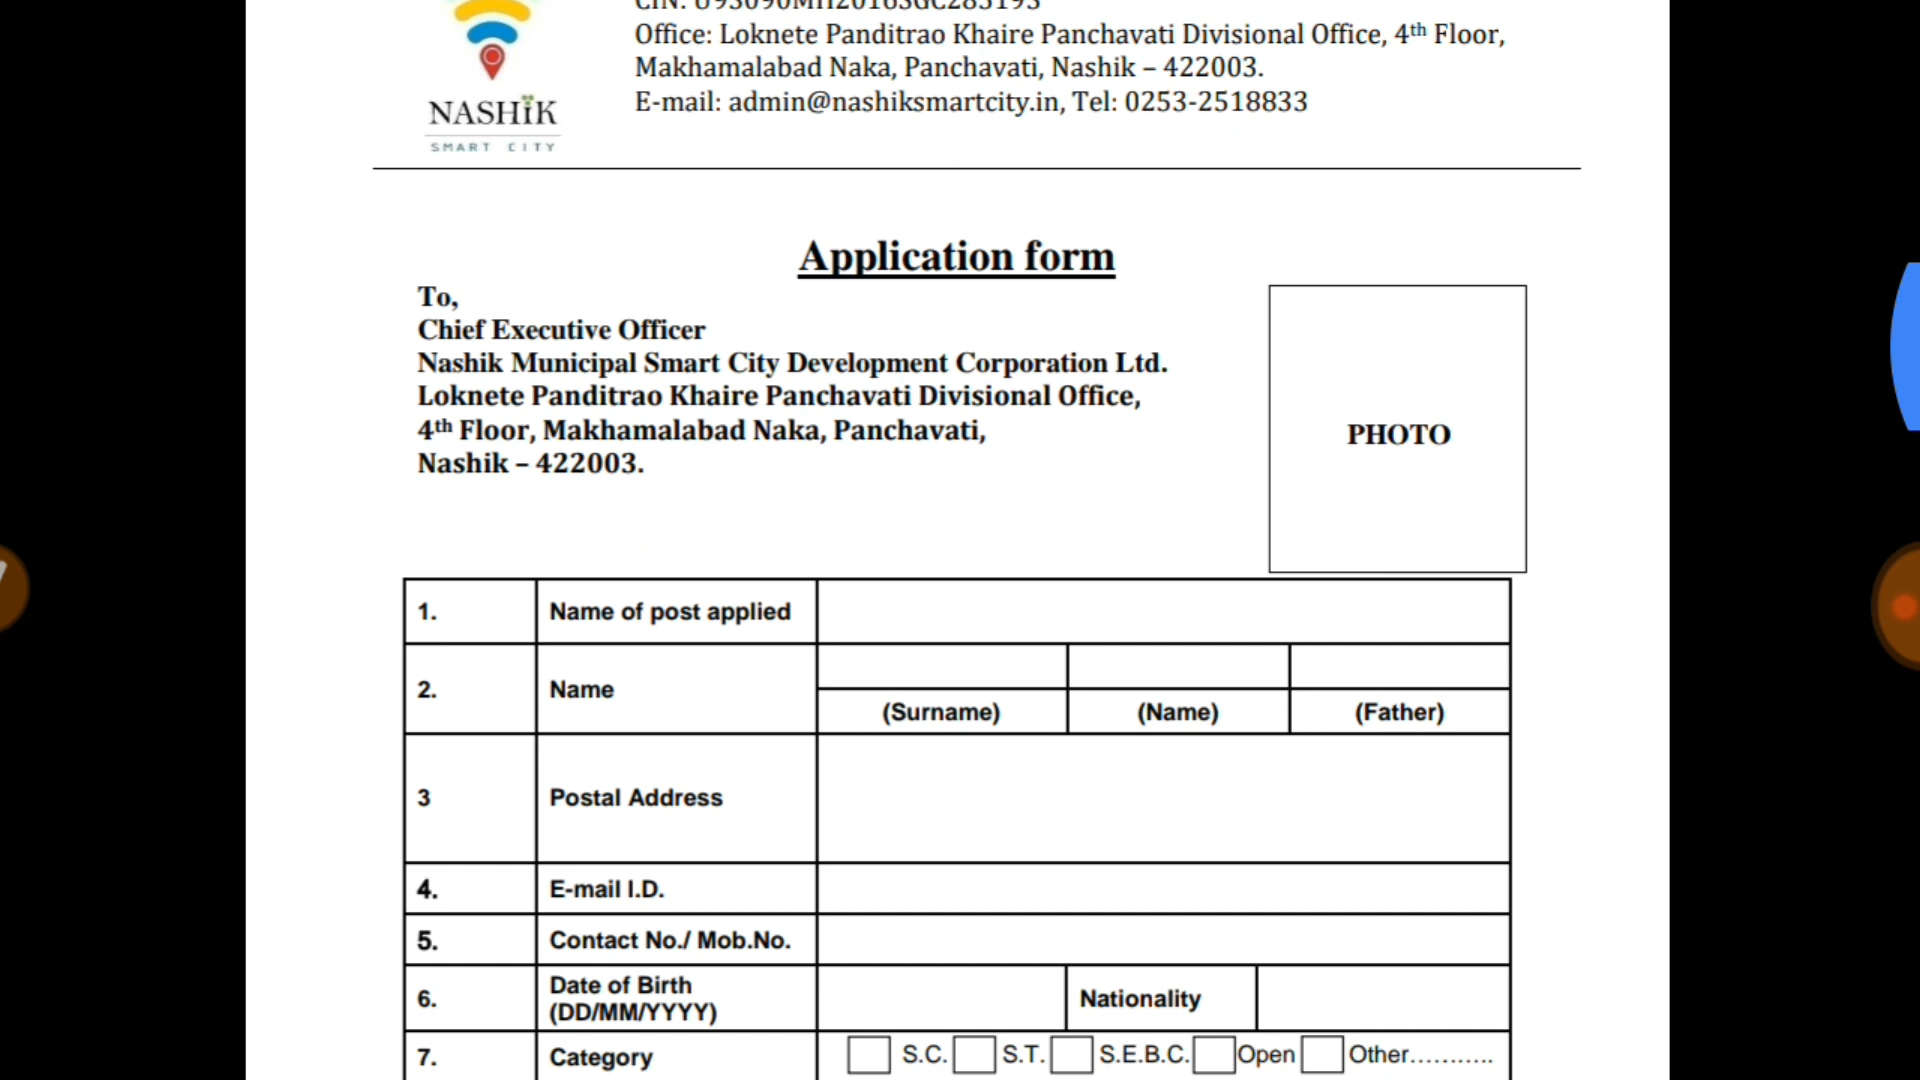 Office: Loknete Panditrao Khaire Panchavati Divisional Office, 4th Floor,
Makhamalabad Naka, Panchavati, Nashik – 422003.
E-mail: admin@nashiksmartcity.in, Tel: 0253-2518833
NASHIK
SMART CITY
Application form
To,
Chief Executive Officer
Nashik Municipal Smart City Development Corporation Ltd.
Loknete Panditrao Khaire Panchavati Divisional Office,
4th Floor, Makhamalabad Naka, Panchavati,
Nashik – 422003.
PHOTO
1. Name of post applied
2. Name
(Surname) (Name) (Father)
3 Postal Address
4. E-mail I.D.
5. Contact No./ Mob.No.
6. Date of Birth (DD/MM/YYYY) Nationality
7. Category S.C. S.T. S.E.B.C. Open Other………..